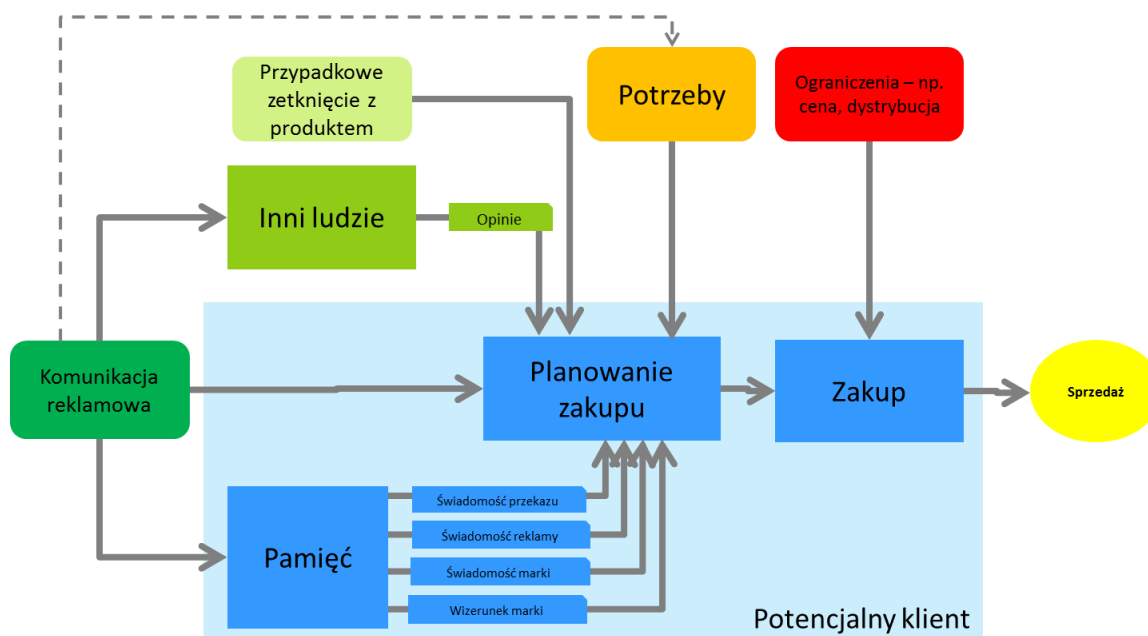 Przypadkowe
zetknięcie z
produktem
Potrzeby
Ograniczenia – np.
cena, dystrybucja
Inni ludzie
Opinie
Komunikacja
reklamowa
Planowanie
zakupu
Zakup
Sprzedaż
Pamięć
Świadomość przekazu
Świadomość reklamy
Świadomość marki
Wizerunek marki
Potencjalny klient